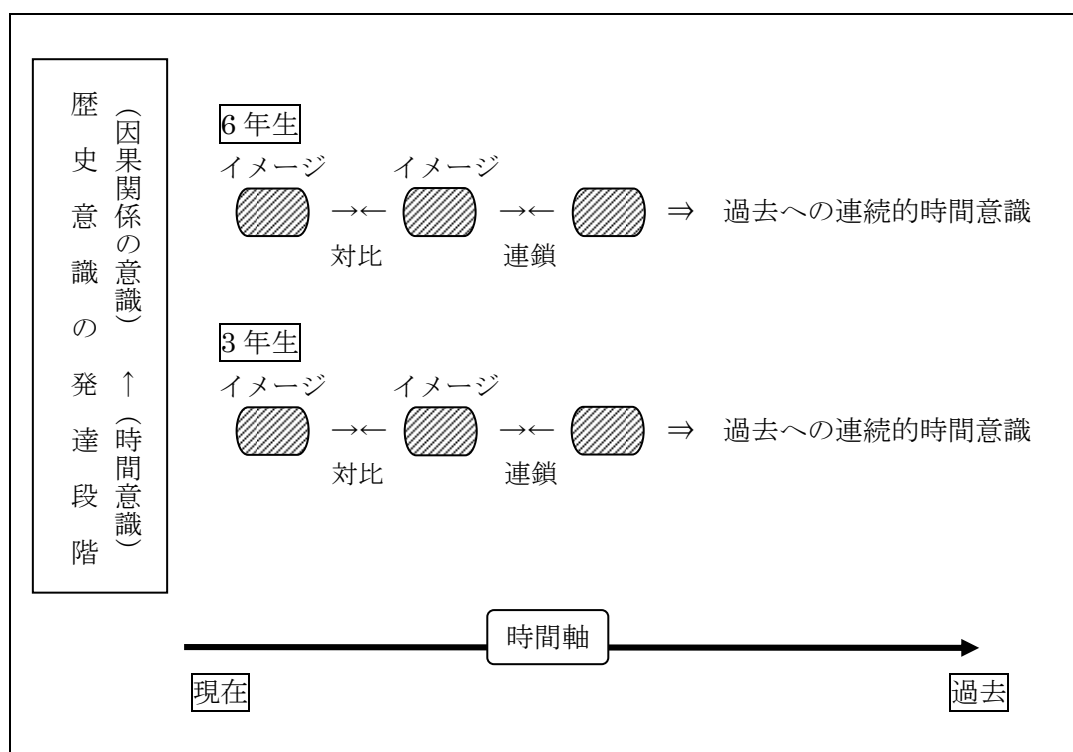 歴史意識の発達段階
(因果関係の意識) ↑ (時間意識)
6年生
イメージ イメージ
→← →← ⇒ 過去への連続的時間意識
対比 連鎖
3年生
イメージ イメージ
→← →← ⇒ 過去への連続的時間意識
対比 連鎖
時間軸
現在 過去